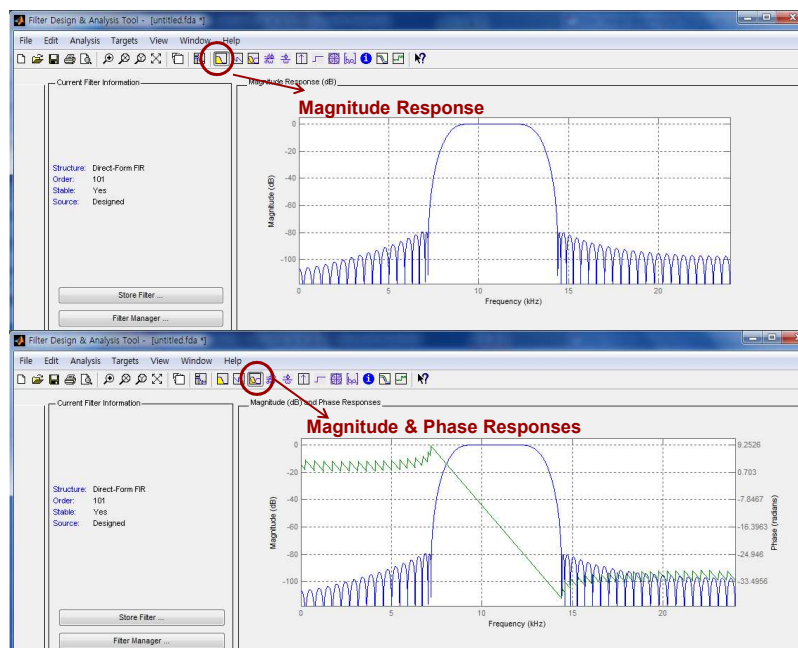 Filter Design & Analysis Tool - [untitled.fda *]
File Edit Analysis Targets View Window Help
Current Filter Information
Magnitude Response (dB)
Magnitude Response
Structure: Direct-Form FIR
Order: 101
Stable: Yes
Source: Designed
Magnitude (dB)
0
-20
-40
-60
-80
-100
0 5 10 15 20
Frequency (kHz)
Store Filter ...
Filter Manager ...
Filter Design & Analysis Tool - [untitled.fda *]
File Edit Analysis Targets View Window Help
Current Filter Information
Magnitude (dB) and Phase Responses
Magnitude & Phase Responses
Structure: Direct-Form FIR
Order: 101
Stable: Yes
Source: Designed
Magnitude (dB)
0
-20
-40
-60
-80
-100
9.2526
0.703
-7.8467
-16.3963
-24.946
-33.4956
Phase (radians)
0 5 10 15 20
Frequency (kHz)
Store Filter ...
Filter Manager ...